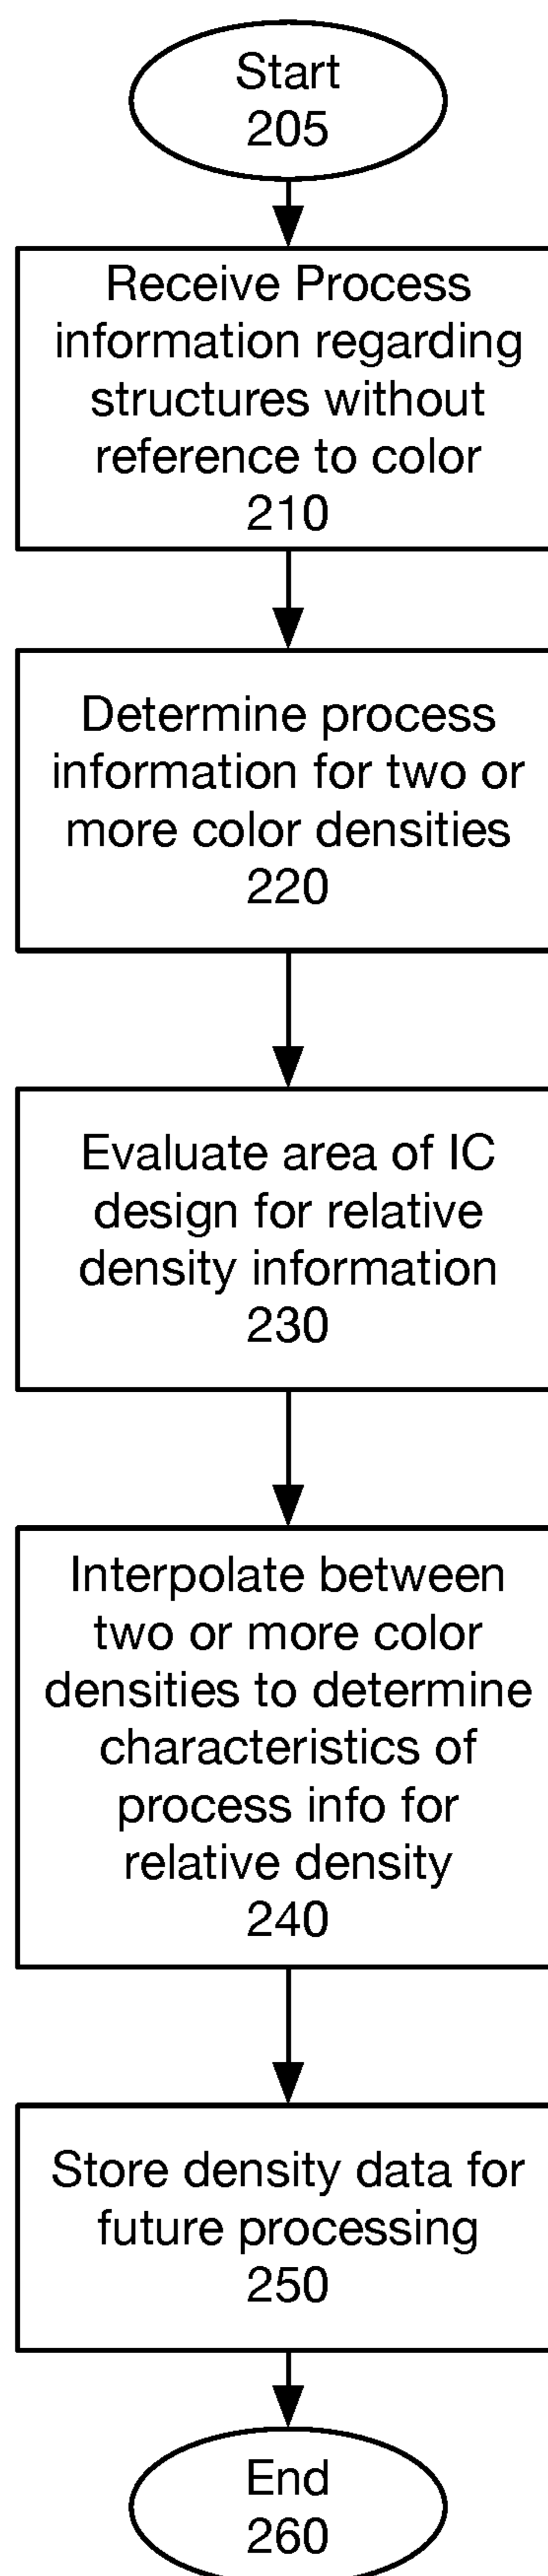 Start
205
Receive Process
information regarding
structures without
reference to color
210
Determine process
information for two or
more color densities
220
Evaluate area of IC
design for relative
density information
230
Interpolate between
two or more color
densities to determine
characteristics of
process info for
relative density
240
Store density data for
future processing
250
End
260